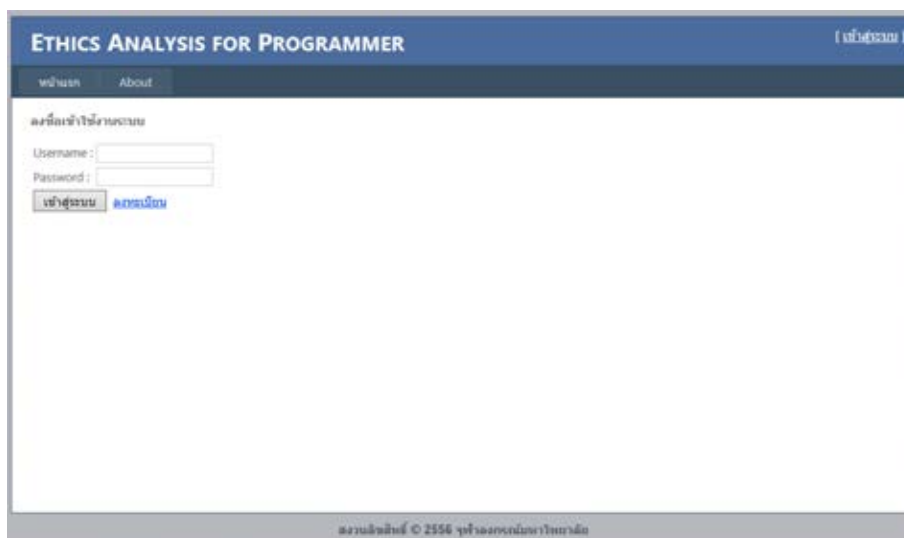 ETHICS ANALYSIS FOR PROGRAMMER
[ เข้าสู่ระบบ ]
หน้าแรก About
ลงชื่อเข้าใช้งานระบบ
Username :
Password :
เข้าสู่ระบบ ลงทะเบียน
สงวนลิขสิทธิ์ © 2556 จุฬาลงกรณ์มหาวิทยาลัย